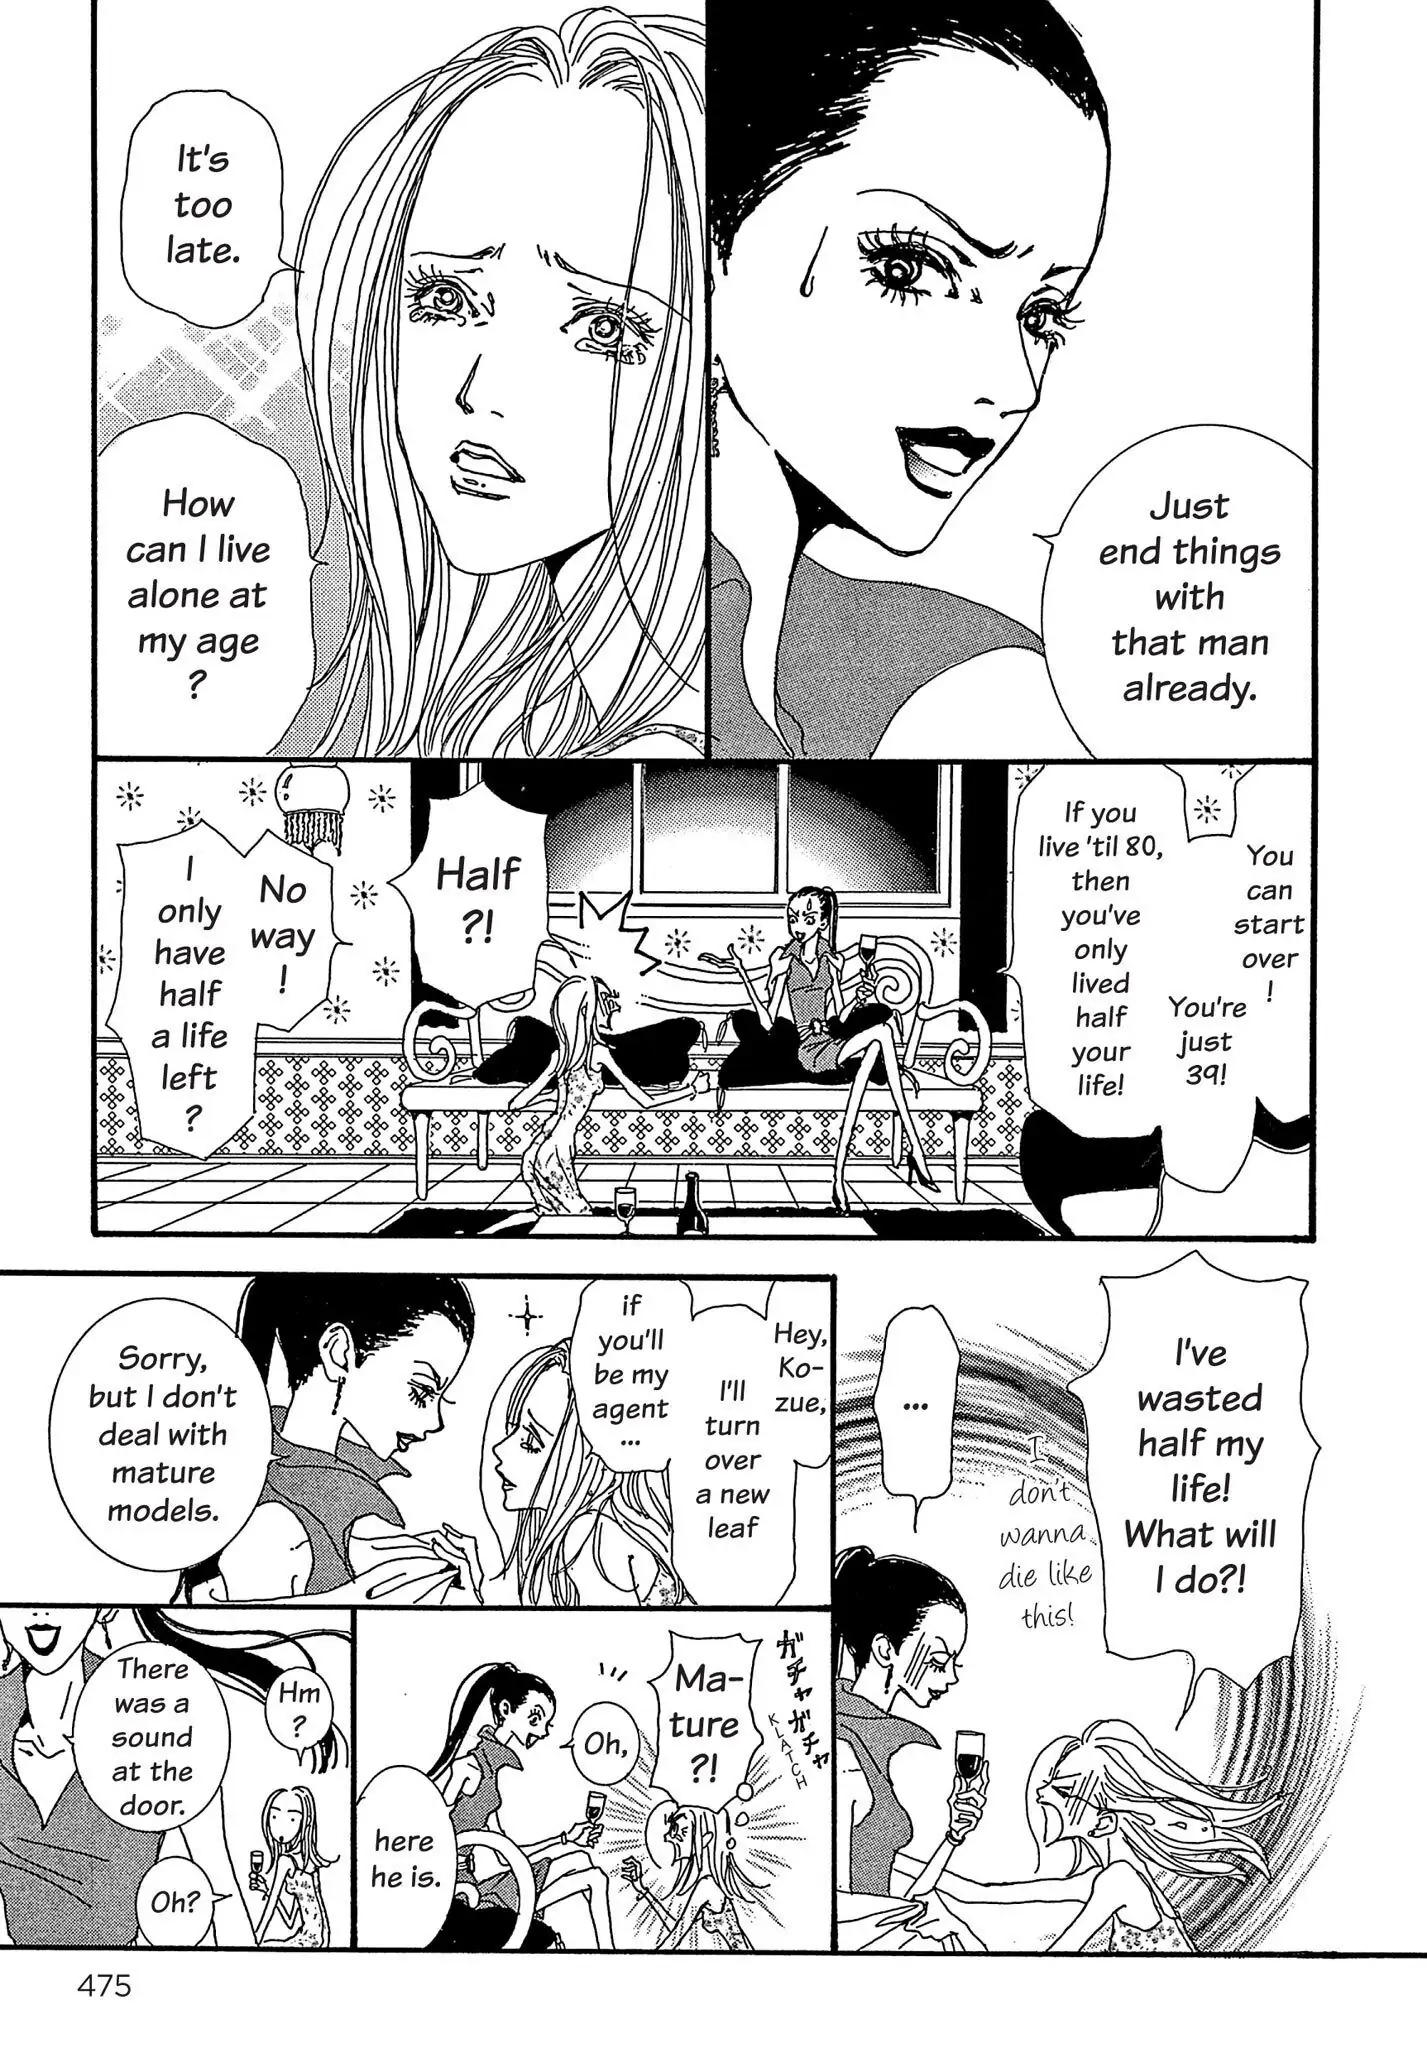 Just
end things
with
that man
already.
It's
too
late.
How
can I live
alone at
my age
?
You
can
start
over
!
You're
just
39!
If you
live 'til 80,
then
you've
only
lived
half
your
life!
Half
?!
No
way
!
I
only
have
half
a life
left
?
I've
wasted
half my
life!
What will
I do?!
I
don't
wanna
die like
this!
...
Hey,
Ko-
zue,
I'll
turn
over
a new
leaf
if
you'll
be my
agent
...
Sorry,
but I don't
deal with
mature
models.
ガチャガチャ
KLATCH
Ma-
ture
?!
Oh,
here
he is.
Hm
?
There
was a
sound
at the
door.
Oh?
475